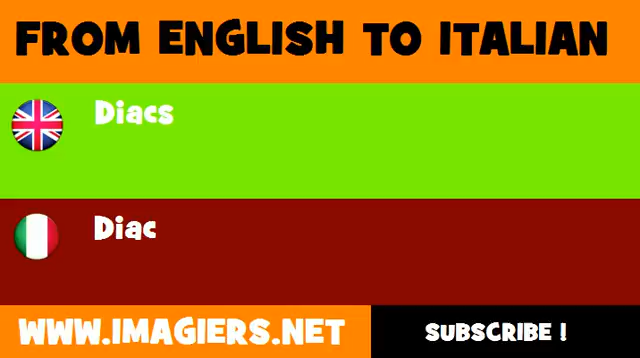 FROM ENGLISH TO ITALIAN
Diacs
Diac
WWW.IMAGIERS.NET
SUBSCRIBE !